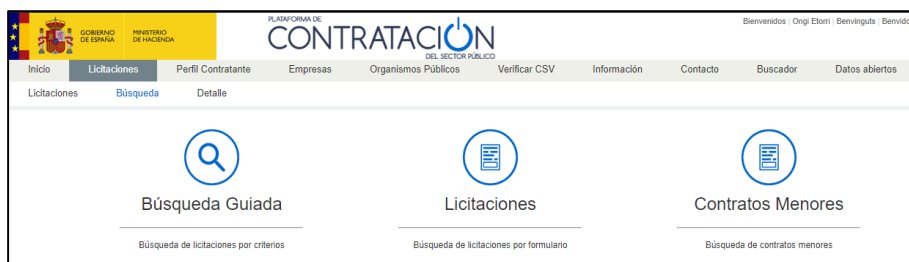 GOBIERNO DE ESPAÑA
MINISTERIO DE HACIENDA
PLATAFORMA DE
CONTRATACIÓN
DEL SECTOR PÚBLICO
Bienvenidos | Ongi Etorri | Benvinguts | Benvido
Inicio Licitaciones Perfil Contratante Empresas Organismos Públicos Verificar CSV Información Contacto Buscador Datos abiertos
Licitaciones Búsqueda Detalle
Búsqueda Guiada Licitaciones Contratos Menores
Búsqueda de licitaciones por criterios Búsqueda de licitaciones por formulario Búsqueda de contratos menores